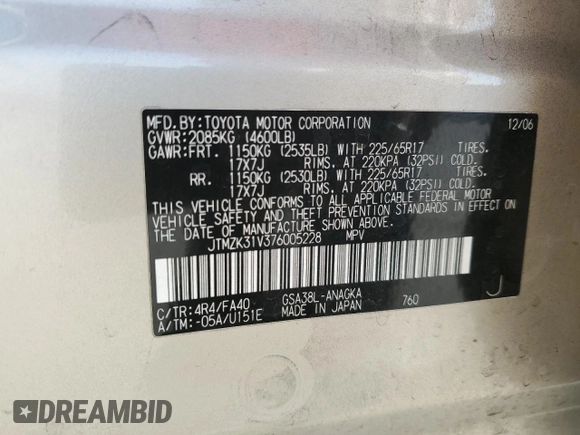 MFD. BY: TOYOTA MOTOR CORPORATION 12/06
GVWR: 2085KG (4600LB)
GAWR: FRT. 1150KG (2535LB) WITH 225/65R17 TIRES.
17X7J RIMS. AT 220KPA (32PSI) COLD.
RR. 1150KG (2530LB) WITH 225/65R17 TIRES.
17X7J RIMS. AT 220KPA (32PSI) COLD.
THIS VEHICLE CONFORMS TO ALL APPLICABLE FEDERAL MOTOR
VEHICLE SAFETY AND THEFT PREVENTION STANDARDS IN EFFECT
ON THE DATE OF MANUFACTURE SHOWN ABOVE.
JTMZK31V376005228 MPV
C/TR: 4R4/FA40 GSA38L-ANAGKA 760 J
A/TM: -05A/U151E MADE IN JAPAN
DREAMBID